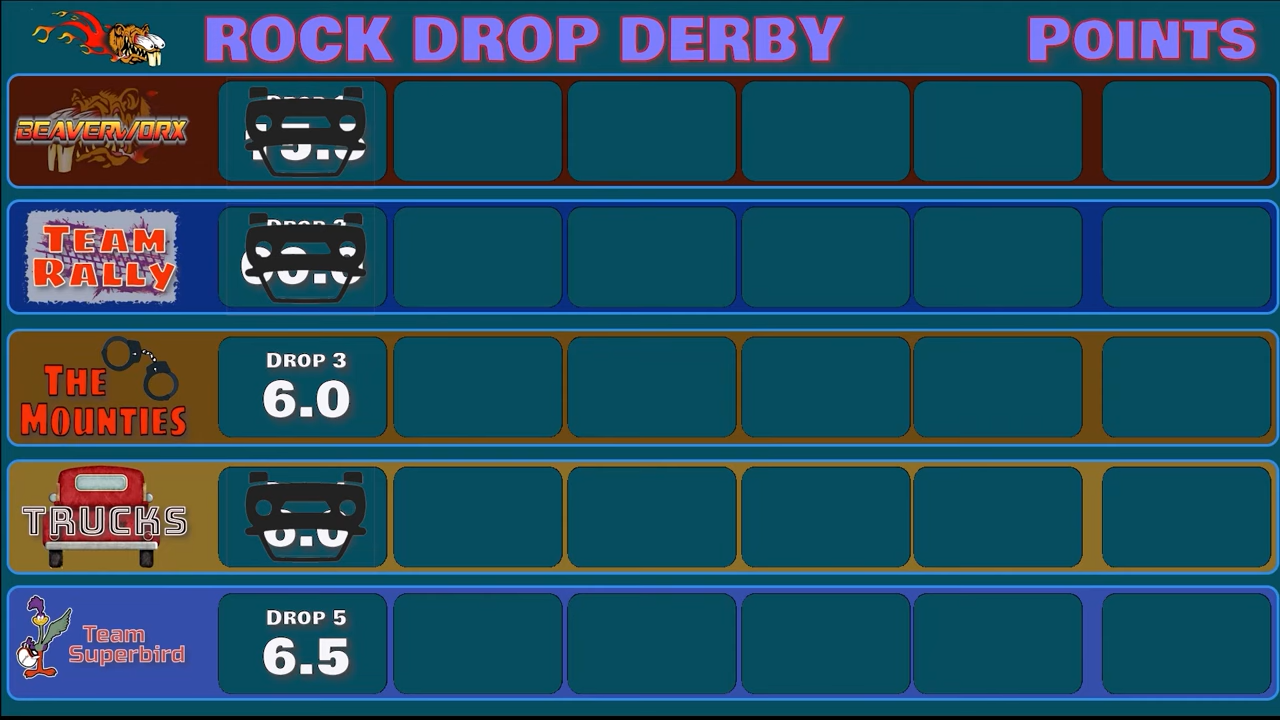 ROCK DROP DERBY
POINTS
BEAVERWORX
TEAM
RALLY
THE
MOUNTIES
DROP 3
6.0
TRUCKS
Team
Superbird
DROP 5
6.5